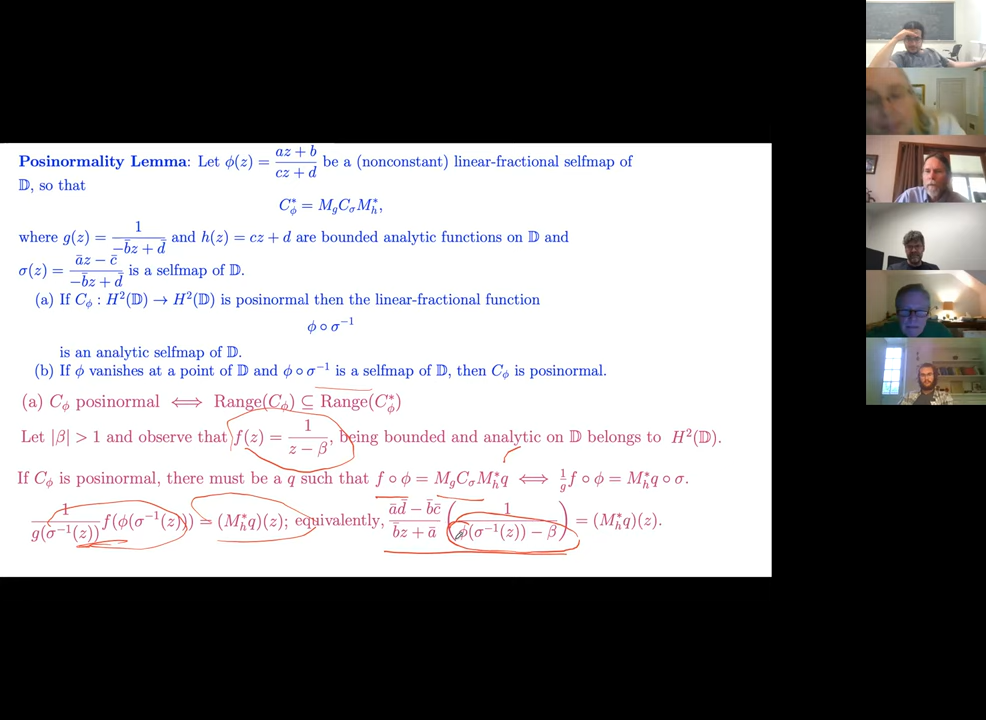 Posinormality Lemma: Let ϕ(z) = (az + b)/(cz + d) be a (nonconstant) linear-fractional selfmap of
𝔻, so that
C*_ϕ = M_g C_σ M*_h,
where g(z) = 1/(−b̄z + d̄) and h(z) = cz + d are bounded analytic functions on 𝔻 and
σ(z) = (āz − c̄)/(−b̄z + d̄) is a selfmap of 𝔻.
(a) If C_ϕ : H²(𝔻) → H²(𝔻) is posinormal then the linear-fractional function
ϕ ∘ σ⁻¹
is an analytic selfmap of 𝔻.
(b) If ϕ vanishes at a point of 𝔻 and ϕ ∘ σ⁻¹ is a selfmap of 𝔻, then C_ϕ is posinormal.
(a) C_ϕ posinormal ⟺ Range(C_ϕ) ⊆ Range(C*_ϕ)
Let |β| > 1 and observe that f(z) = 1/(z − β), being bounded and analytic on 𝔻 belongs to H²(𝔻).
If C_ϕ is posinormal, there must be a q such that f ∘ ϕ = M_g C_σ M*_h q ⟺ (1/g) f ∘ ϕ = M*_h q ∘ σ.
1/(g(σ⁻¹(z))) f(ϕ(σ⁻¹(z))) = (M*_h q)(z); equivalently, (ād̄ − b̄c̄)/(b̄z + ā) (1/(ϕ(σ⁻¹(z)) − β)) = (M*_h q)(z).